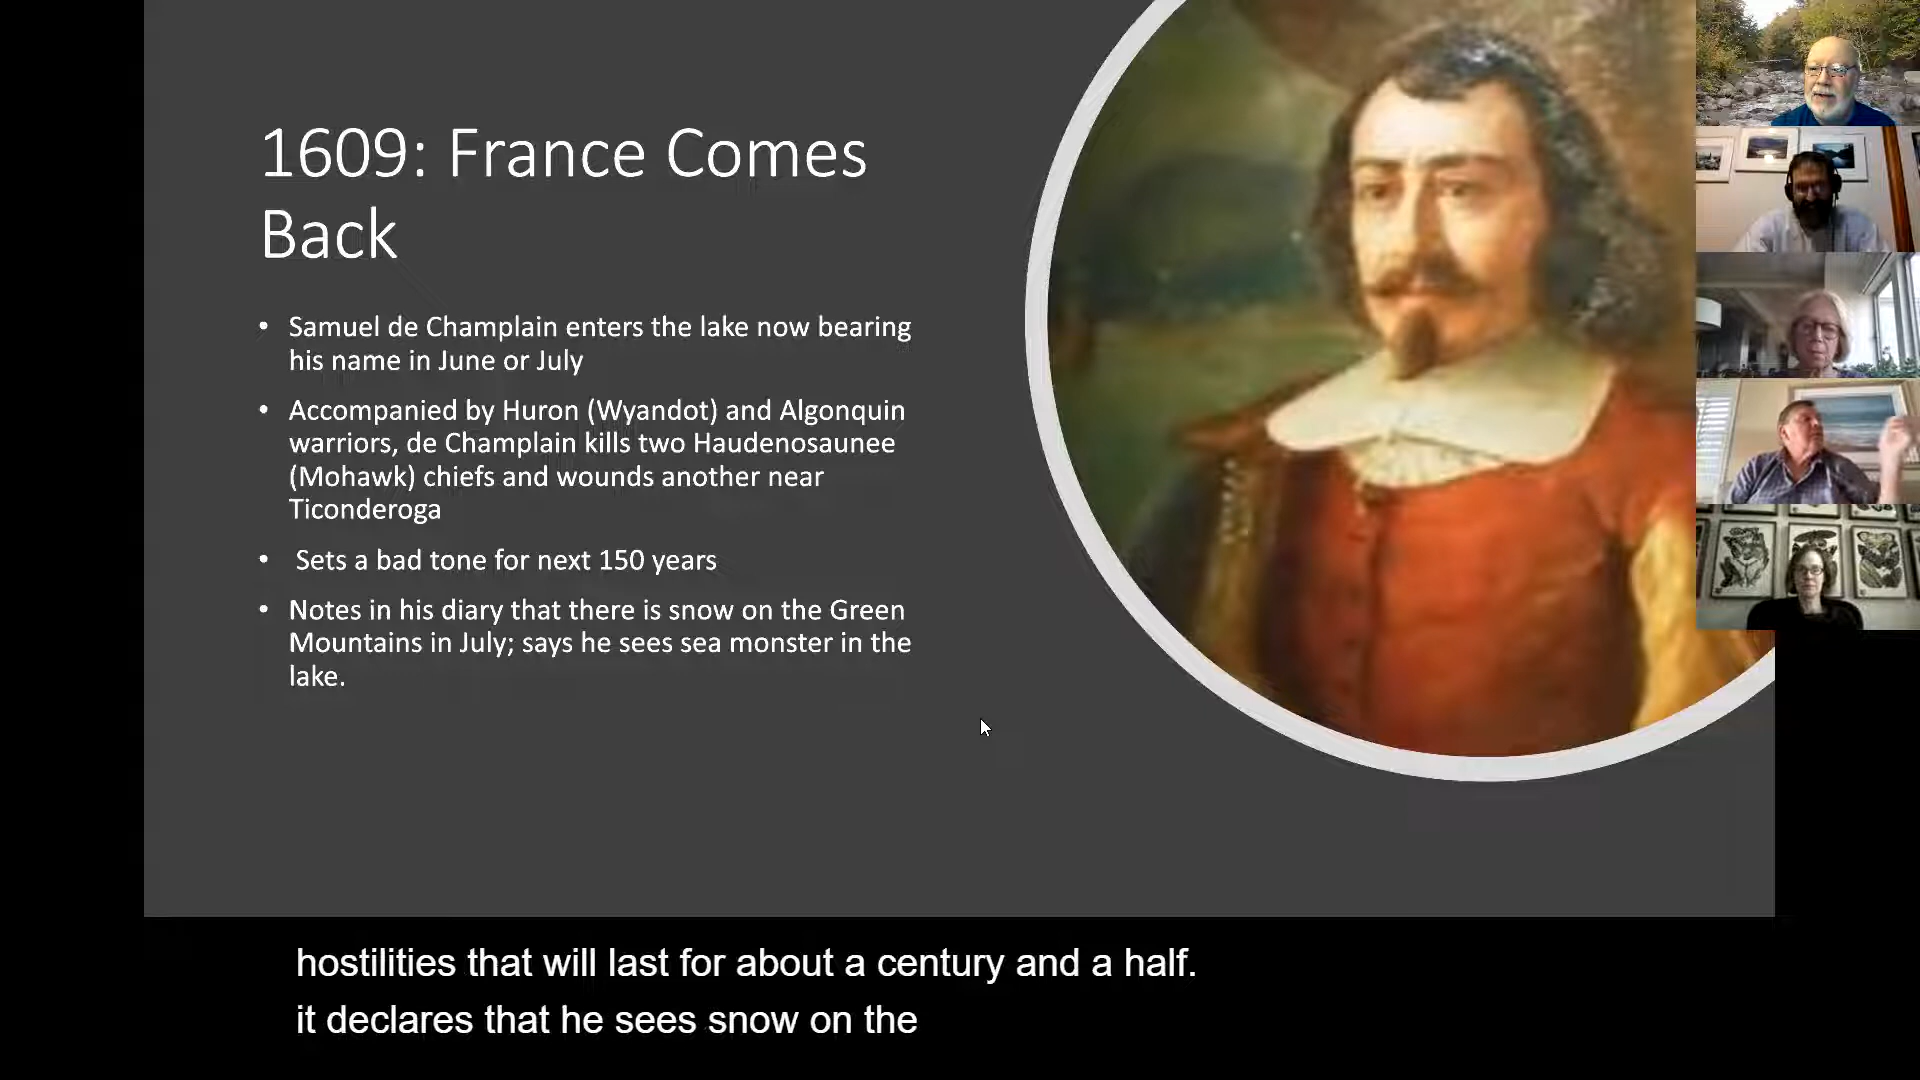 1609: France Comes
Back
• Samuel de Champlain enters the lake now bearing
his name in June or July
• Accompanied by Huron (Wyandot) and Algonquin
warriors, de Champlain kills two Haudenosaunee
(Mohawk) chiefs and wounds another near
Ticonderoga
• Sets a bad tone for next 150 years
• Notes in his diary that there is snow on the Green
Mountains in July; says he sees sea monster in the
lake.
hostilities that will last for about a century and a half.
it declares that he sees snow on the